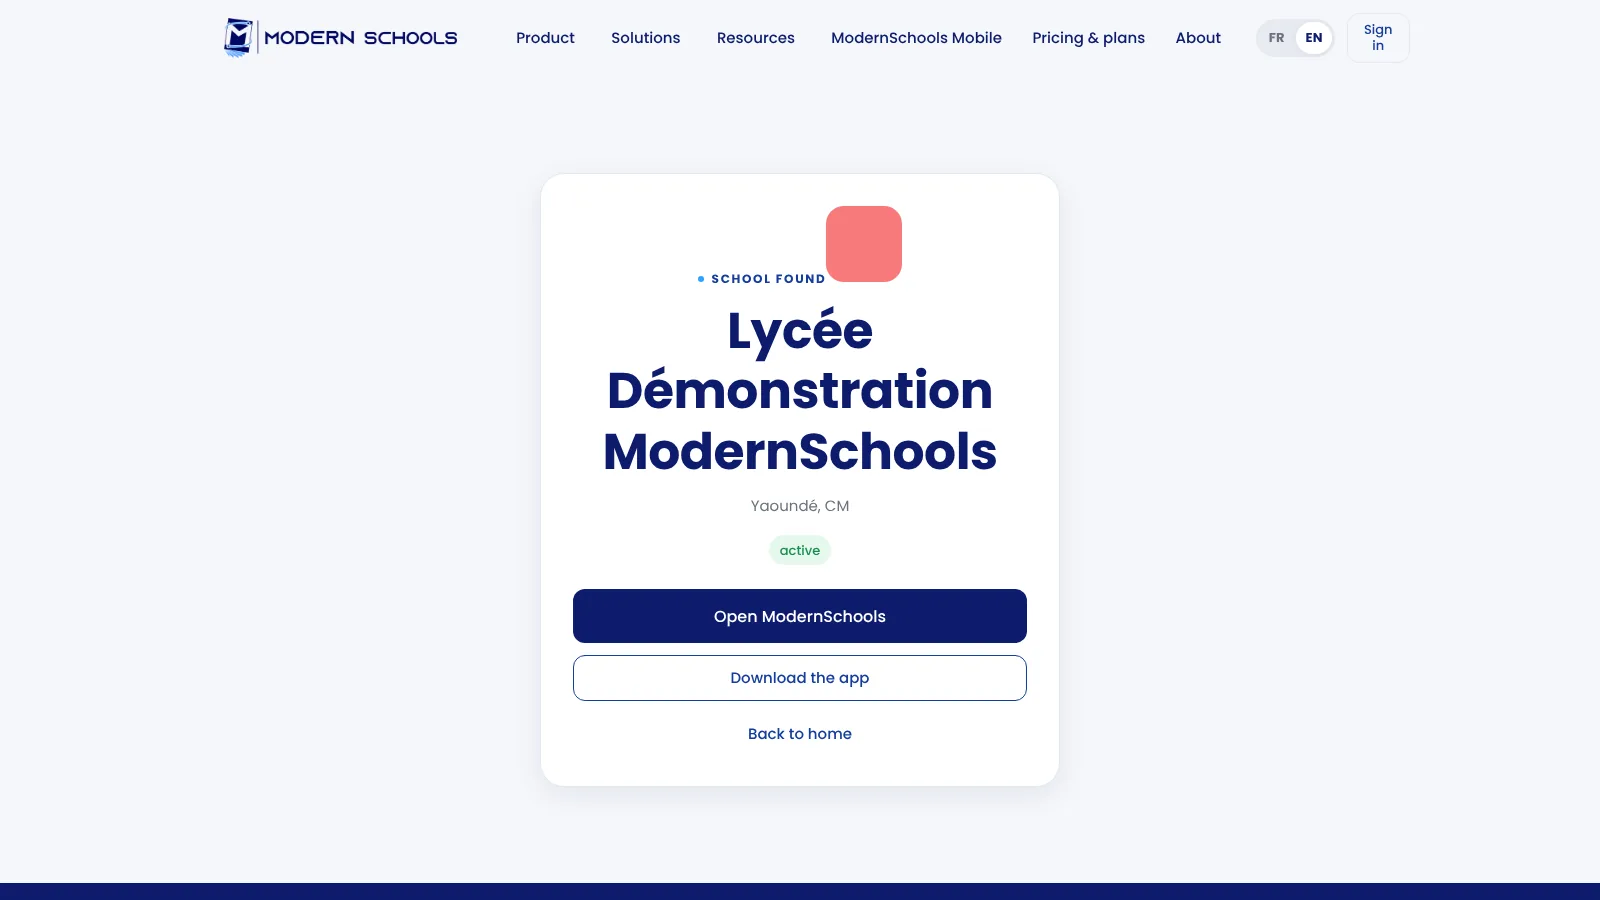 MODERN SCHOOLS
Product
Solutions
Resources
ModernSchools Mobile
Pricing & plans
About
FR
EN
Sign
in
SCHOOL FOUND
Lycée
Démonstration
ModernSchools
Yaoundé, CM
active
Open ModernSchools
Download the app
Back to home